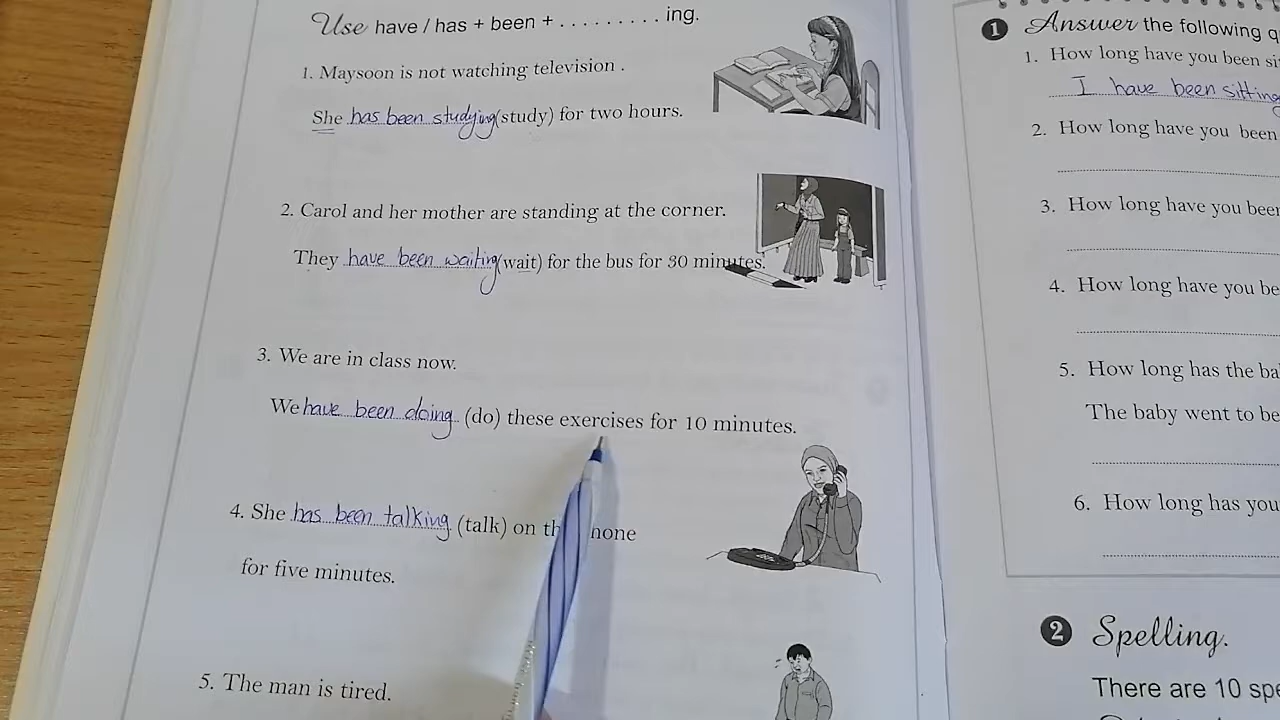 Use have / has + been + . . . . . . . . . ing.
1. Maysoon is not watching television .
She has been studying (study) for two hours.
2. Carol and her mother are standing at the corner.
They have been waiting (wait) for the bus for 30 minutes.
3. We are in class now.
We have been doing (do) these exercises for 10 minutes.
4. She has been talking (talk) on
for five minutes.
5. The man is tired.
1 Answer the following
1. How long have you been
I have been sitting
2. How long have you been
3. How long have you been
4. How long have you
5. How long has the
The baby went to
6. How long has
2 Spelling.
There are 10